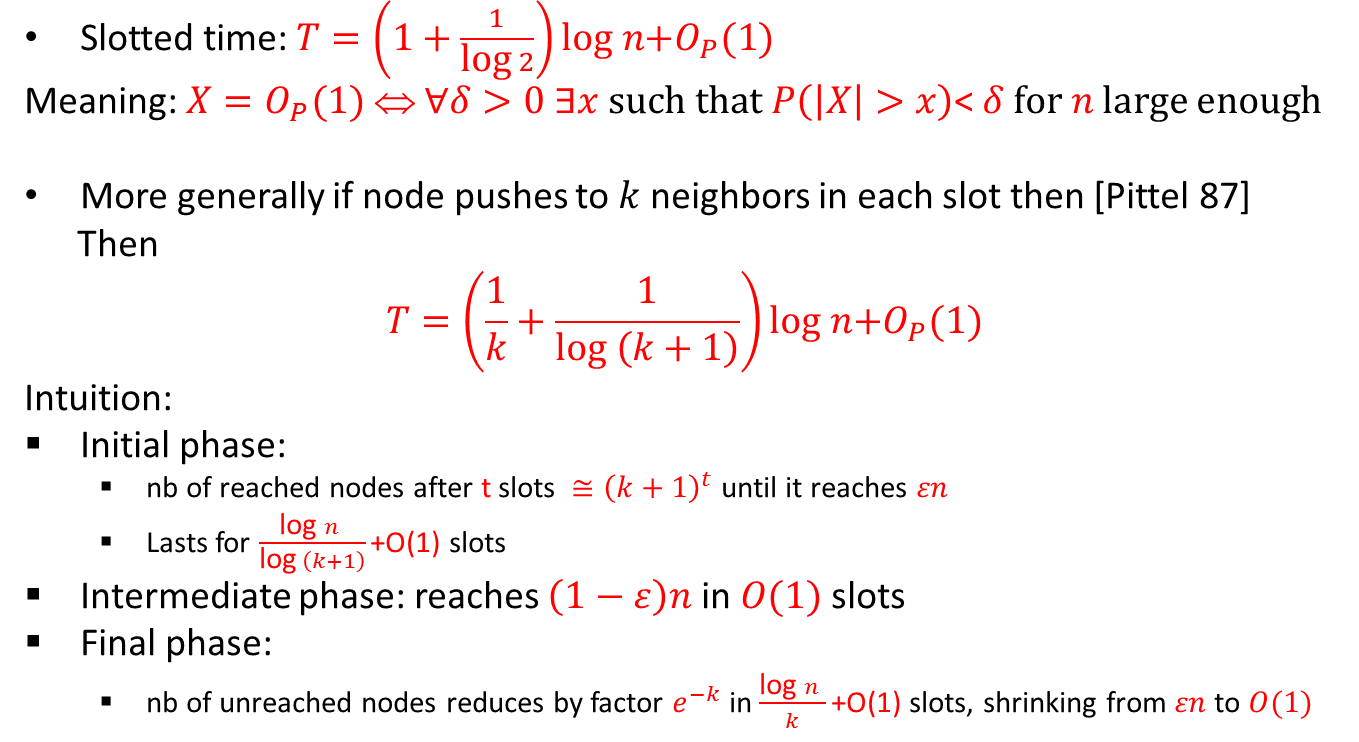 • Slotted time: T = (1 + 1/log 2) log n+O_P(1)
Meaning: X = O_P(1) ⇔ ∀δ > 0 ∃x such that P(|X| > x)< δ for n large enough
• More generally if node pushes to k neighbors in each slot then [Pittel 87]
Then
T = (1/k + 1/log (k + 1)) log n+O_P(1)
Intuition:
▪ Initial phase:
▪ nb of reached nodes after t slots ≅ (k + 1)^t until it reaches εn
▪ Lasts for log n/log (k+1) +O(1) slots
▪ Intermediate phase: reaches (1 − ε)n in O(1) slots
▪ Final phase:
▪ nb of unreached nodes reduces by factor e^{−k} in log n/k +O(1) slots, shrinking from εn to O(1)